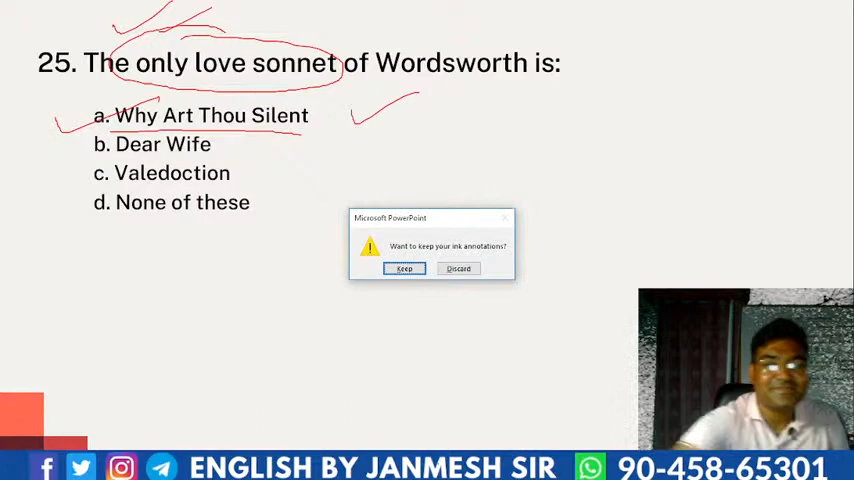 25. The only love sonnet of Wordsworth is:
a. Why Art Thou Silent
b. Dear Wife
c. Valedoction
d. None of these
Microsoft PowerPoint
Want to keep your ink annotations?
Keep Discard
ENGLISH BY JANMESH SIR 90-458-65301